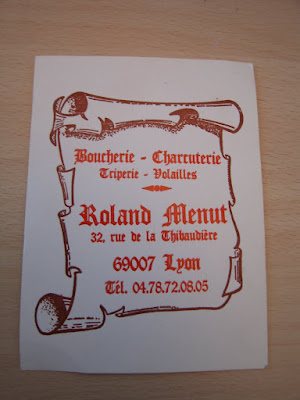 Boucherie - Charcuterie
Triperie - Volailles
Roland Menut
32, rue de la Thibaudière
69007 Lyon
Tél. 04.78.72.08.05